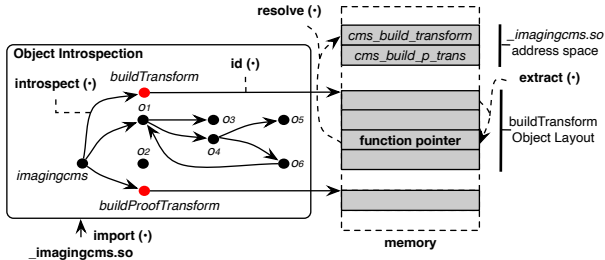 resolve (·)
cms_build_transform
cms_build_p_trans
_imagingcms.so
address space
Object Introspection
buildTransform
id (·)
introspect (·)
extract (·)
o1
o3
o5
o4
function pointer
buildTransform
Object Layout
o2
o6
imagingcms
buildProofTransform
import (·)
_imagingcms.so
memory